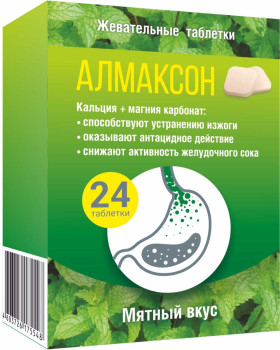 Жевательные таблетки
АЛМАКСОН
Кальция + магния карбонат:
• способствуют устранению изжоги
• оказывают антацидное действие
• снижают активность желудочного сока
24
таблетки
Мятный вкус